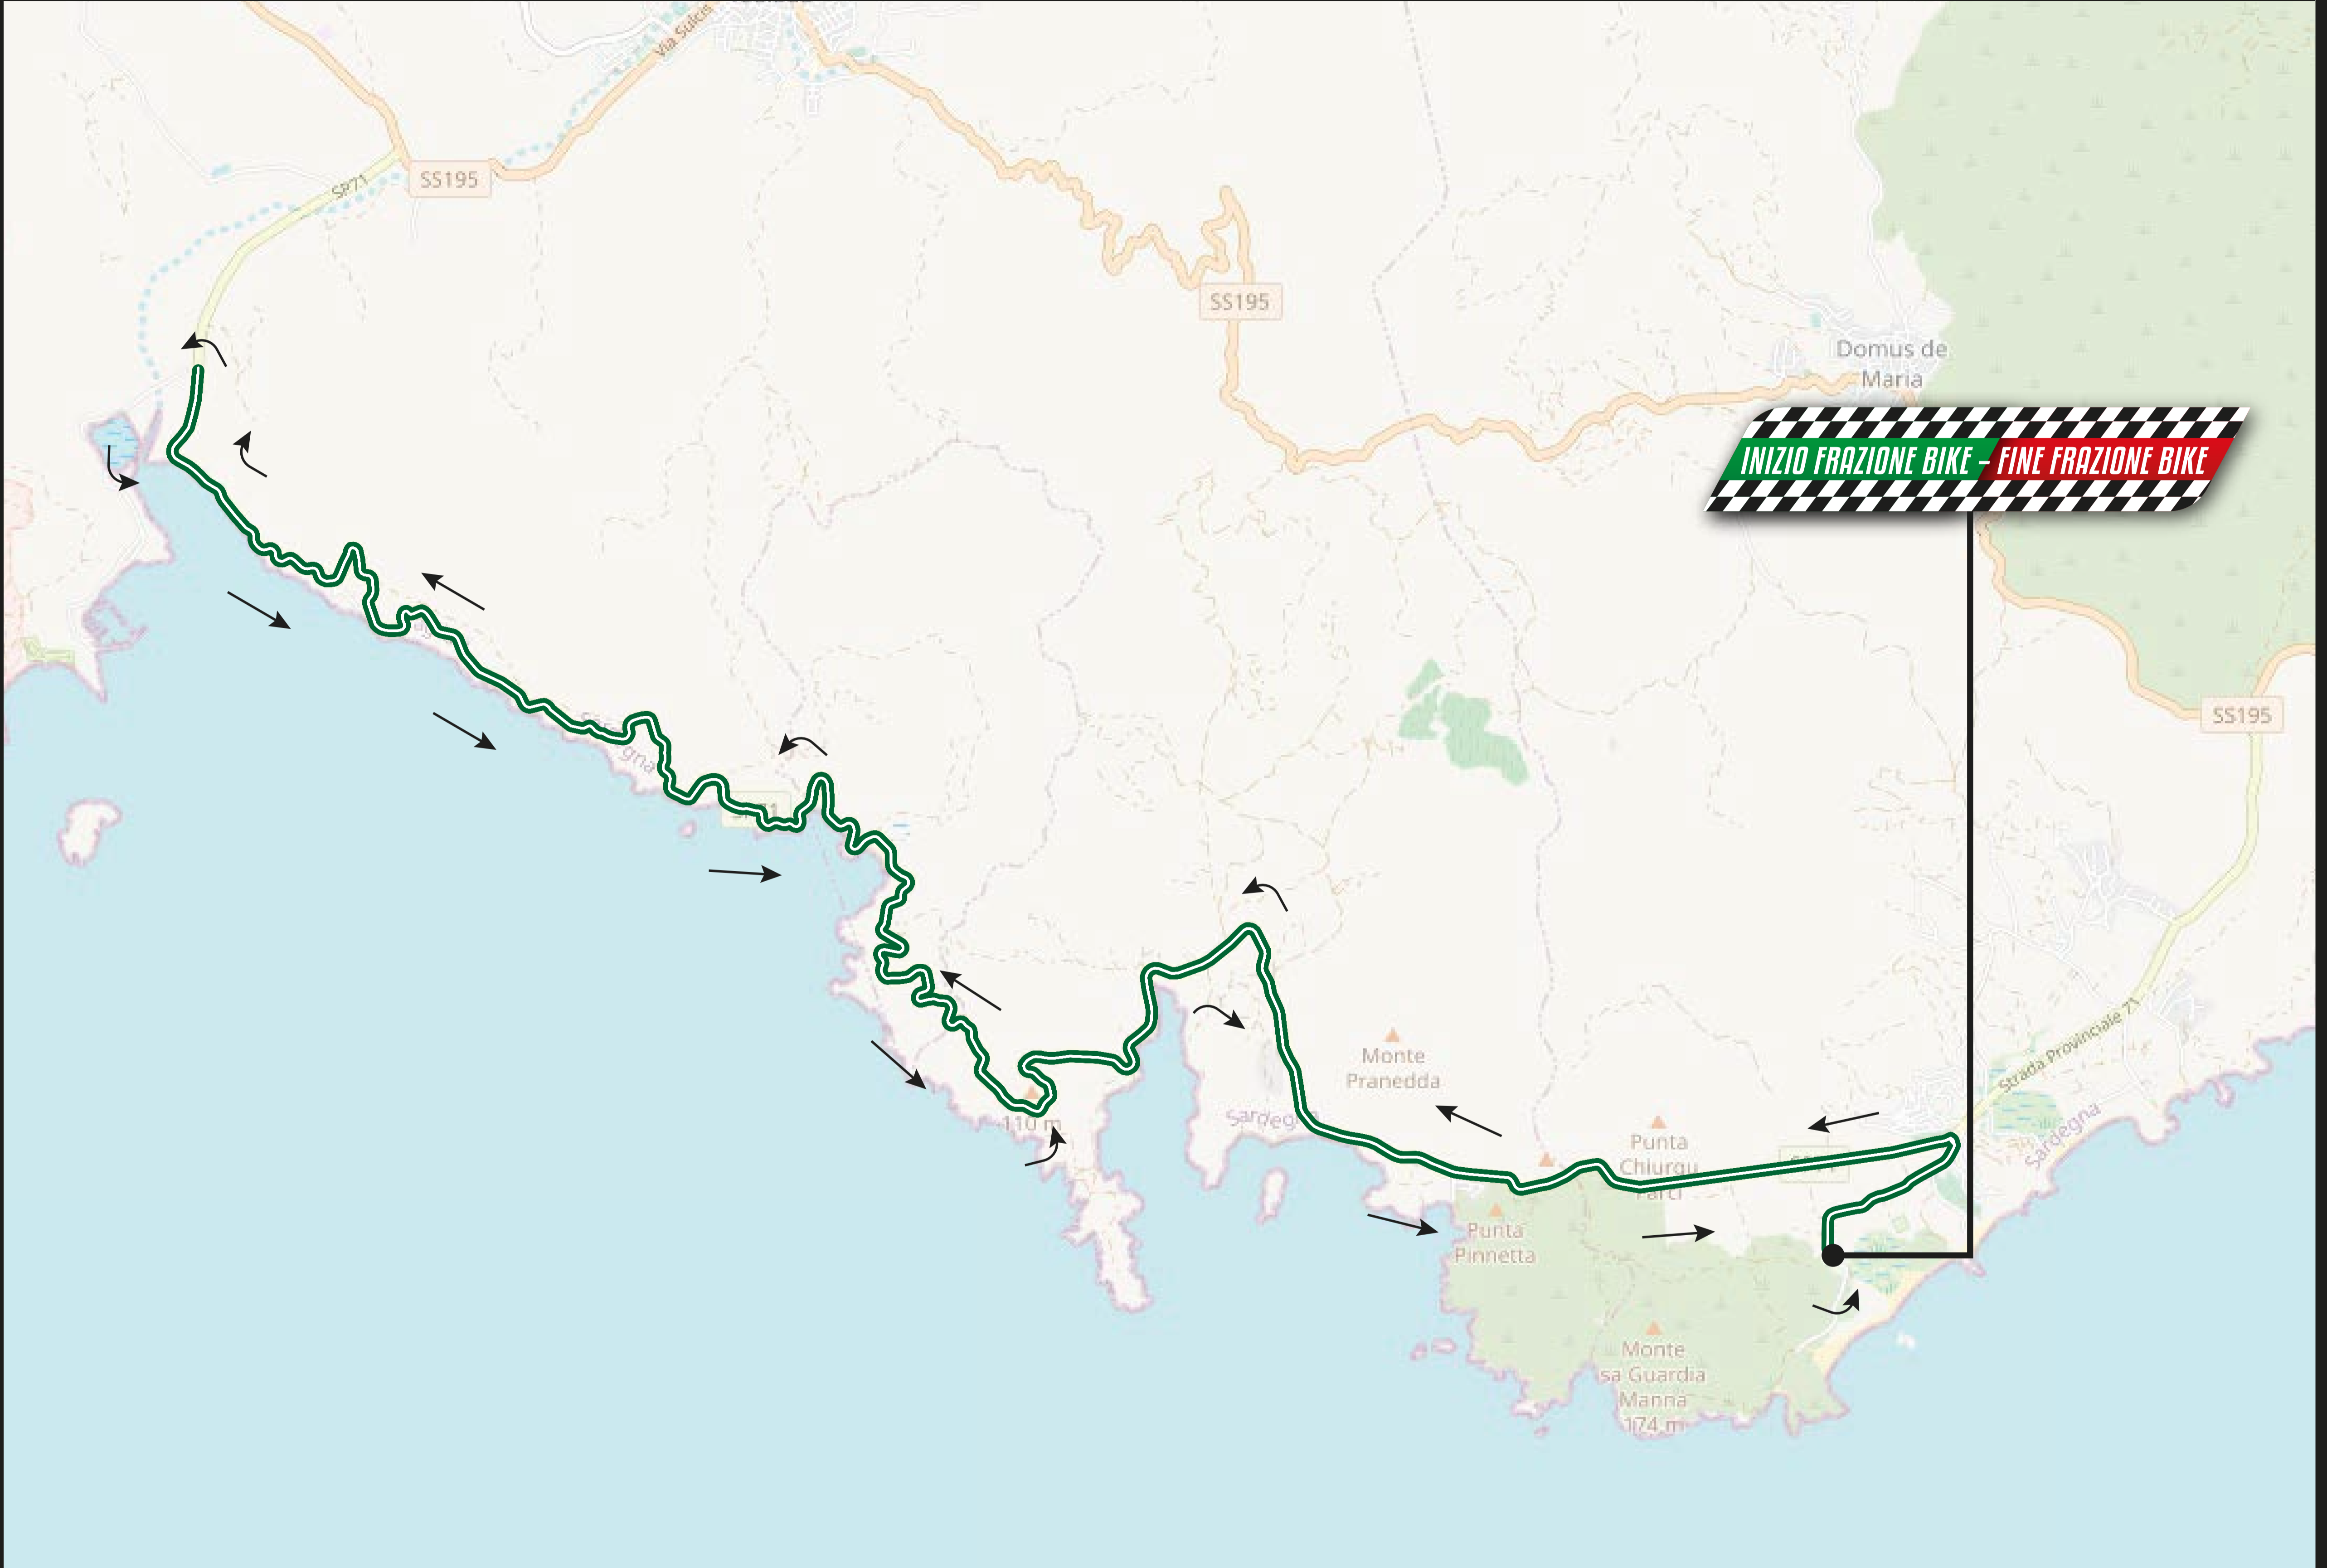 Via Sulcis
SS195
SP71
SS195
Domus de
Maria
INIZIO FRAZIONE BIKE – FINE FRAZIONE BIKE
SS195
Strada Provinciale 71
Monte
Pranedda
Sardegna
110 m
Punta
Chiurgu
Punta
Pinnetta
Sardegna
Monte
sa Guardia
Manna
174 m